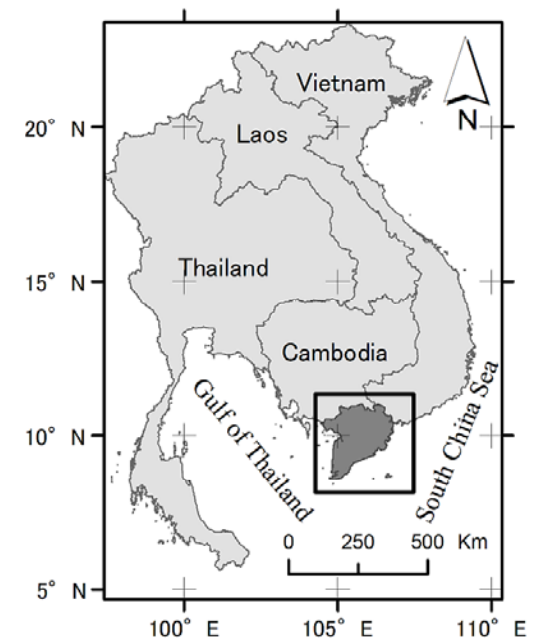 Vietnam
N
20° N
Laos
Thailand
15° N
Cambodia
Gulf of Thailand
South China Sea
10° N
0 250 500 Km
5° N
100° E 105° E 110° E